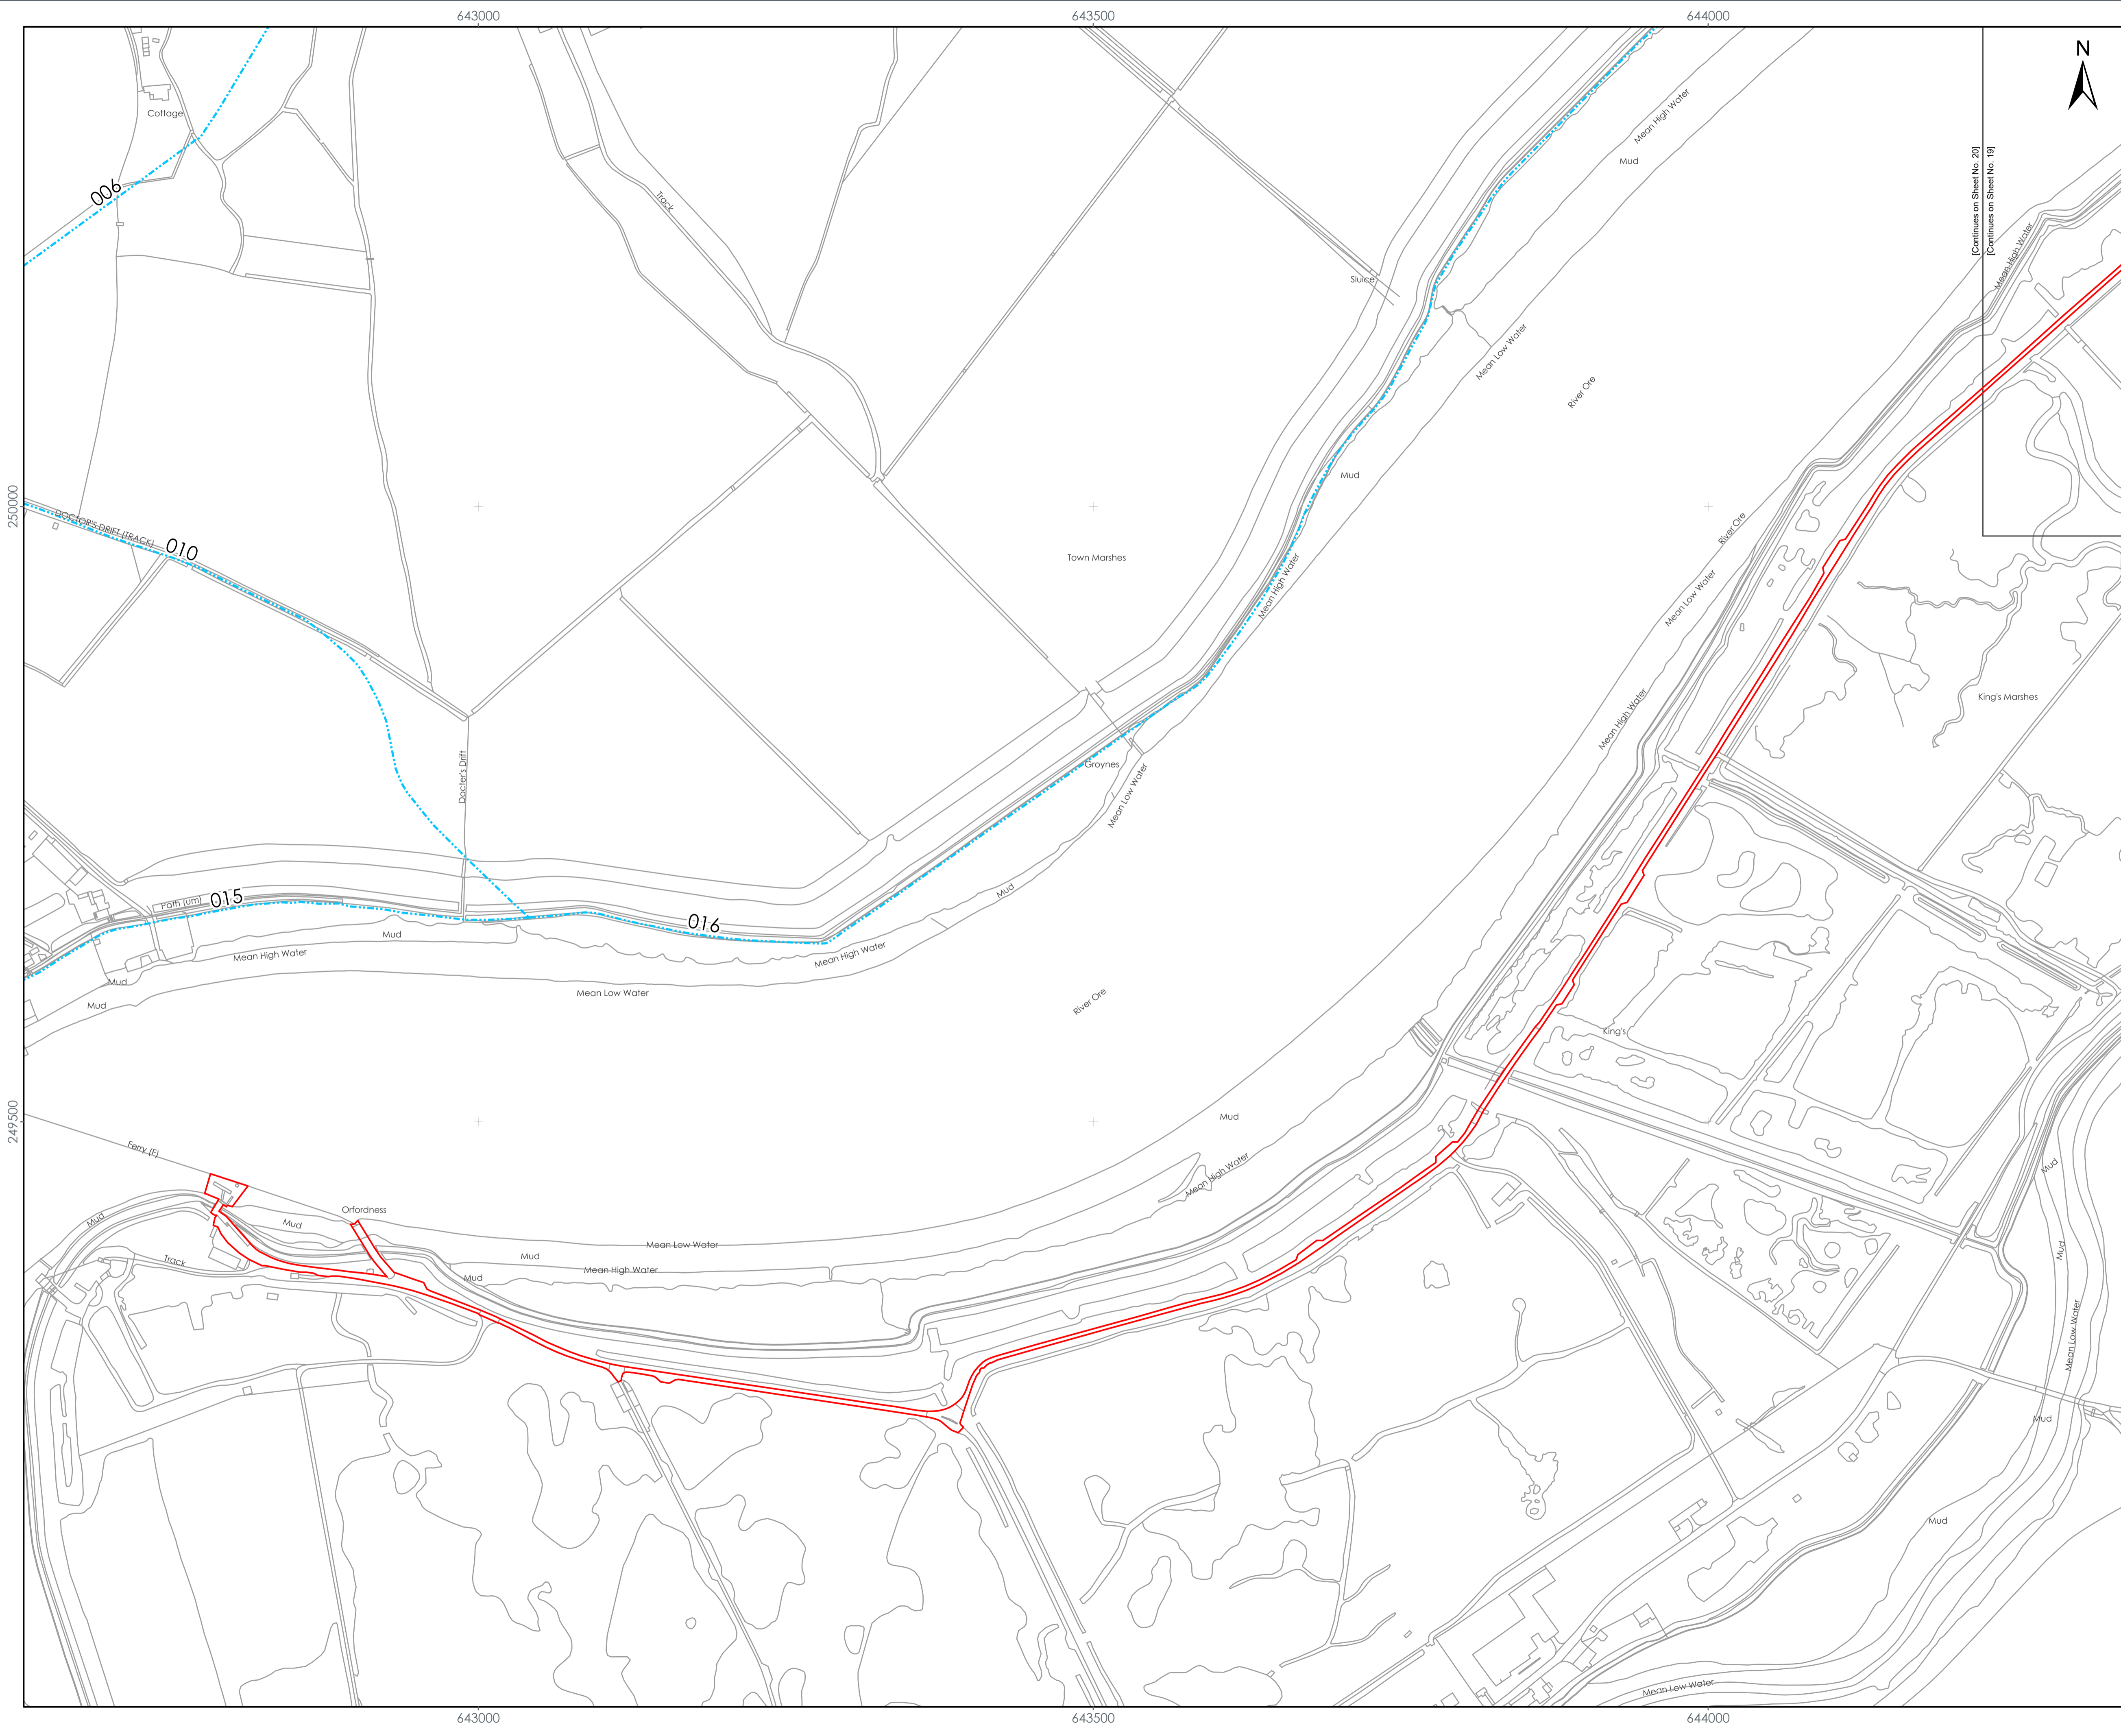 643000
643500
644000
N
Cottage
Mean High Water
Mud
[Continues on Sheet No. 20]
[Continues on Sheet No. 19]
006
Track
Mean High Water
Sluice
Mean Low Water
River Ore
Mud
250000
DOCTOR'S DRIFT (TRACK)
010
River Ore
Town Marshes
Mean High Water
Mean Low Water
King's Marshes
Mean High Water
Docter's Drift
Groynes
Mean Low Water
Path (um)
015
Mud
016
Mud
Mean High Water
Mean High Water
Mud
Mean Low Water
Mud
River Ore
King's
249500
Mud
Ferry (F)
Mean High Water
Mud
Orfordness
Mud
Mud
Mean Low Water
Mud
Mud
Track
Mean High Water
Mud
Mean Low Water
Mud
Mud
Mean Low Water
643000
643500
644000